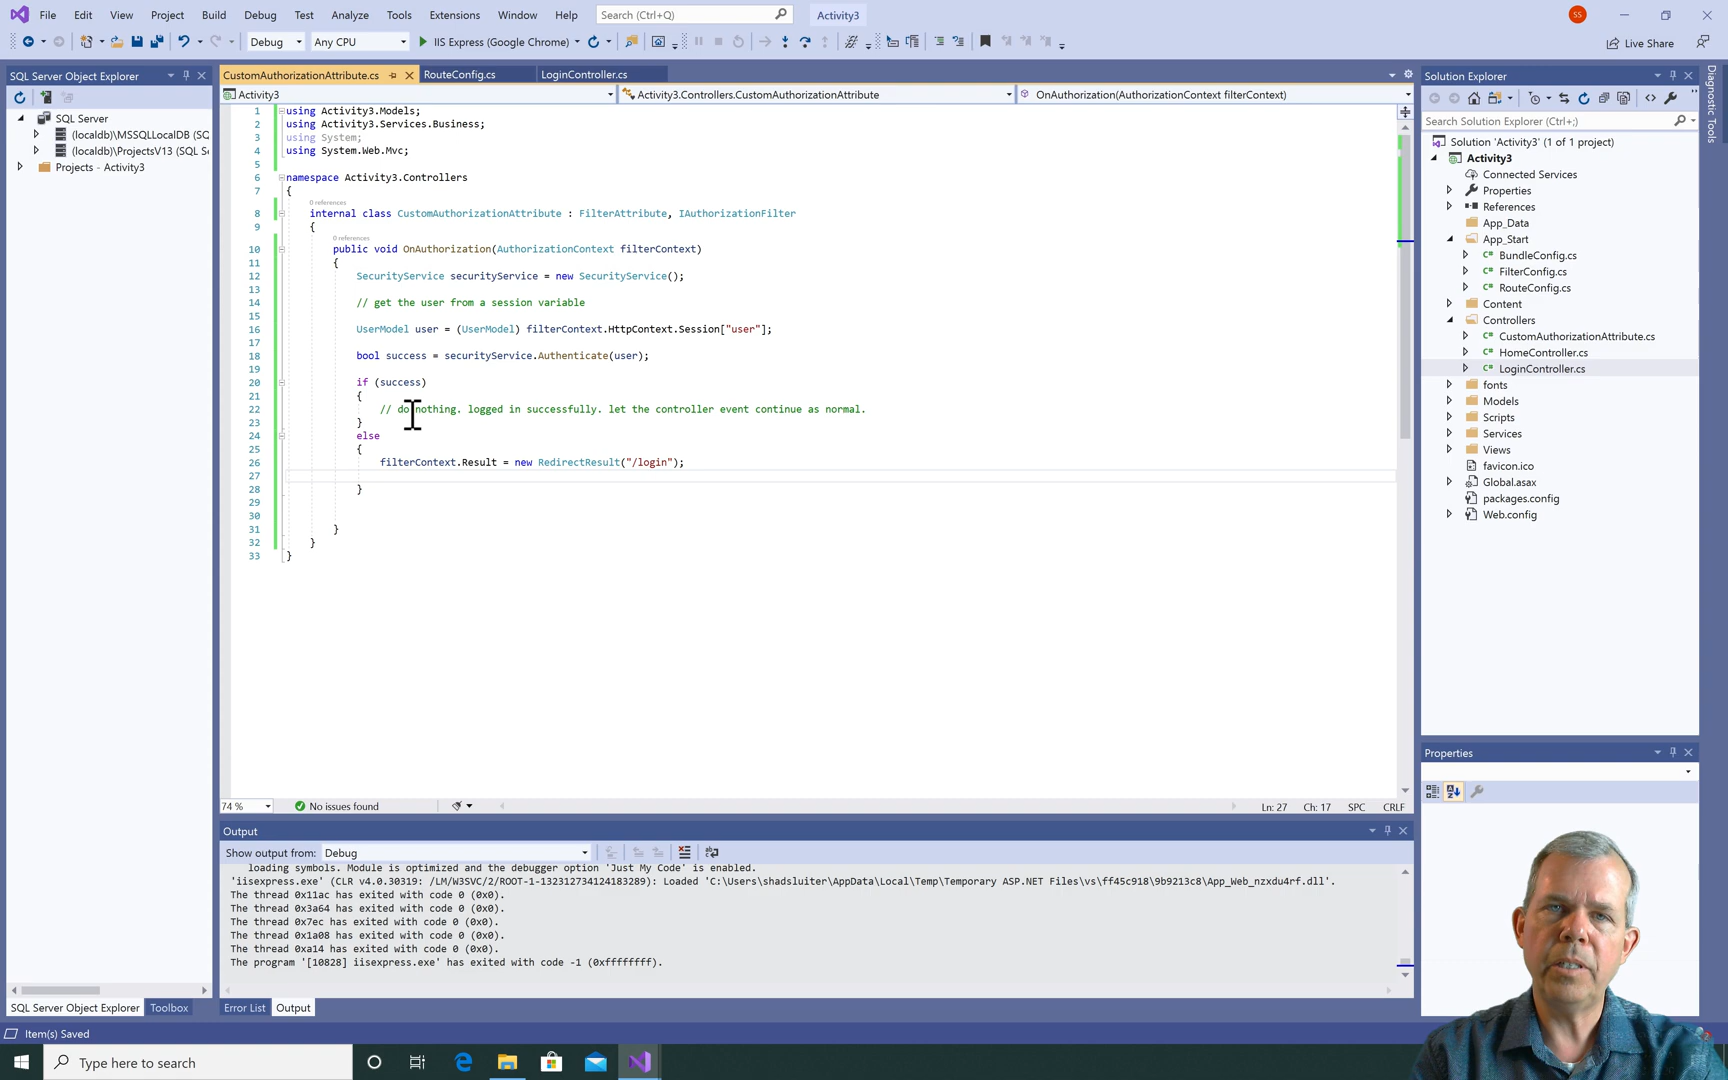 File Edit View Project Build Debug Test Analyze Tools Extensions Window Help Search (Ctrl+Q) Activity3 SS
Debug Any CPU IIS Express (Google Chrome) Live Share
SQL Server Object Explorer
SQL Server
(localdb)\MSSQLLocalDB (SQ
(localdb)\ProjectsV13 (SQL Se
Projects - Activity3
CustomAuthorizationAttribute.cs RouteConfig.cs LoginController.cs
Activity3 Activity3.Controllers.CustomAuthorizationAttribute OnAuthorization(AuthorizationContext filterContext)
1 using Activity3.Models;
2 using Activity3.Services.Business;
3 using System;
4 using System.Web.Mvc;
5
6 namespace Activity3.Controllers
7 {
0 references
8 internal class CustomAuthorizationAttribute : FilterAttribute, IAuthorizationFilter
9 {
0 references
10 public void OnAuthorization(AuthorizationContext filterContext)
11 {
12 SecurityService securityService = new SecurityService();
13
14 // get the user from a session variable
15
16 UserModel user = (UserModel) filterContext.HttpContext.Session["user"];
17
18 bool success = securityService.Authenticate(user);
19
20 if (success)
21 {
22 // do nothing. logged in successfully. let the controller event continue as normal.
23 }
24 else
25 {
26 filterContext.Result = new RedirectResult("/login");
27
28 }
29
30
31 }
32 }
33 }
74 % No issues found Ln: 27 Ch: 17 SPC CRLF
Output
Show output from: Debug
loading symbols. Module is optimized and the debugger option 'Just My Code' is enabled.
'iisexpress.exe' (CLR v4.0.30319: /LM/W3SVC/2/ROOT-1-132312734124183289): Loaded 'C:\Users\shadsluiter\AppData\Local\Temp\Temporary ASP.NET Files\vs\ff45c918\9b9213c8\App_Web_nzxdu4rf.dll'.
The thread 0x11ac has exited with code 0 (0x0).
The thread 0x3a64 has exited with code 0 (0x0).
The thread 0x7ec has exited with code 0 (0x0).
The thread 0x1a08 has exited with code 0 (0x0).
The thread 0xa14 has exited with code 0 (0x0).
The program '[10828] iisexpress.exe' has exited with code -1 (0xffffffff).
SQL Server Object Explorer Toolbox Error List Output
Solution Explorer
Search Solution Explorer (Ctrl+;)
Solution 'Activity3' (1 of 1 project)
Activity3
Connected Services
Properties
References
App_Data
App_Start
BundleConfig.cs
FilterConfig.cs
RouteConfig.cs
Content
Controllers
CustomAuthorizationAttribute.cs
HomeController.cs
LoginController.cs
fonts
Models
Scripts
Services
Views
favicon.ico
Global.asax
packages.config
Web.config
Properties
Diagnostic Tools
Item(s) Saved
Type here to search